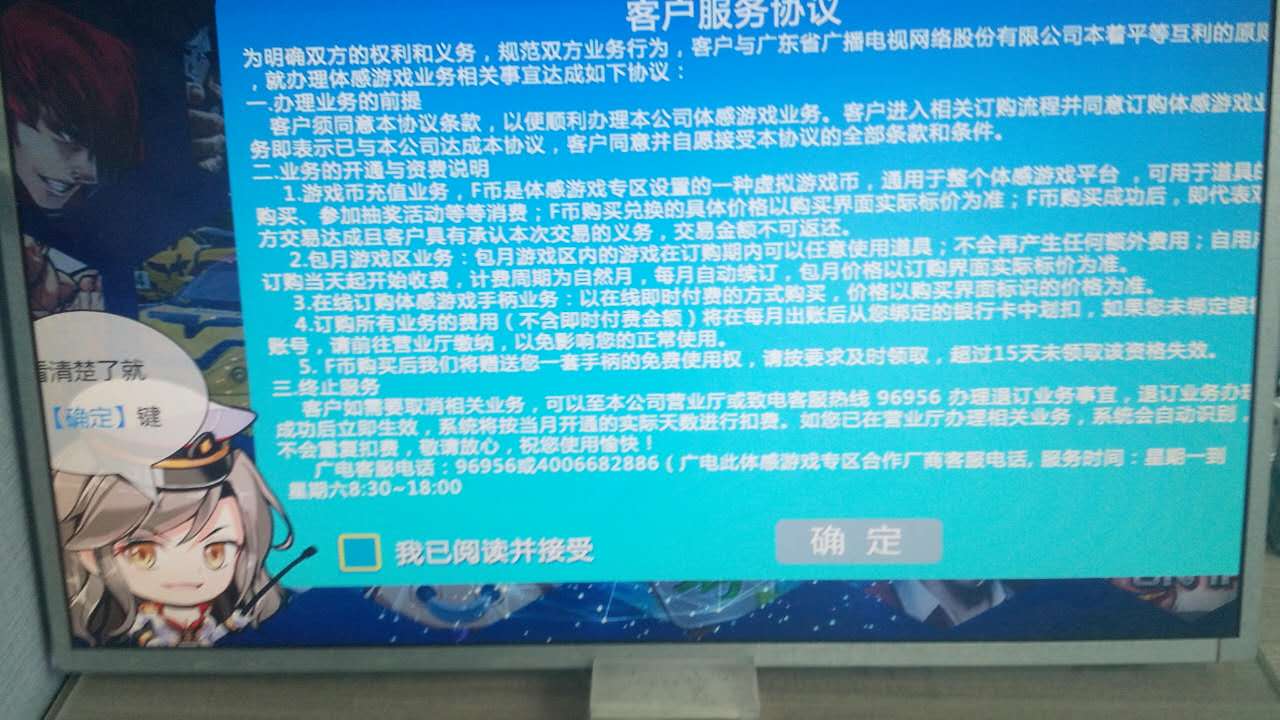 客户服务协议
为明确双方的权利和义务，规范双方业务行为，客户与广东省广播电视网络股份有限公司本着平等互利的原则
，就办理体感游戏业务相关事宜达成如下协议：
一.办理业务的前提
客户须同意本协议条款，以便顺利办理本公司体感游戏业务。客户进入相关订购流程并同意订购体感游戏业
务即表示已与本公司达成本协议，客户同意并自愿接受本协议的全部条款和条件。
二.业务的开通与资费说明
1.游戏币充值业务，F币是体感游戏专区设置的一种虚拟游戏币，通用于整个体感游戏平台 ，可用于道具的
购买、参加抽奖活动等等消费；F币购买兑换的具体价格以购买界面实际标价为准；F币购买成功后，即代表双
方交易达成且客户具有承认本次交易的义务，交易金额不可返还。
2.包月游戏区业务：包月游戏区内的游戏在订购期内可以任意使用道具；不会再产生任何额外费用；自用户
订购当天起开始收费，计费周期为自然月，每月自动续订，包月价格以订购界面实际标价为准。
3.在线订购体感游戏手柄业务：以在线即时付费的方式购买，价格以购买界面标识的价格为准。
4.订购所有业务的费用（不含即时付费金额）将在每月出账后从您绑定的银行卡中划扣，如果您未绑定银
账号，请前往营业厅缴纳，以免影响您的正常使用。
5. F币购买后我们将赠送您一套手柄的免费使用权，请按要求及时领取，超过15天未领取该资格失效。
三.终止服务
客户如需要取消相关业务，可以至本公司营业厅或致电客服热线 96956 办理退订业务事宜，退订业务办理
成功后立即生效，系统将按当月开通的实际天数进行扣费。如您已在营业厅办理相关业务，系统会自动识别，
不会重复扣费，敬请放心，祝您使用愉快！
广电客服电话：96956或4006682886（广电此体感游戏专区合作厂商客服电话, 服务时间：星期一到
星期六8:30~18:00
看清楚了就
【确定】键
我已阅读并接受
确 定